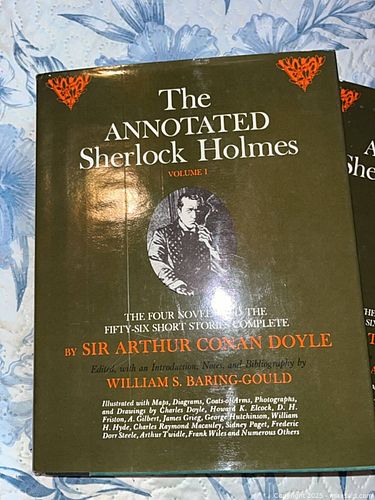 The
ANNOTATED
Sherlock Holmes
VOLUME I
THE FOUR NOVELS AND THE
FIFTY-SIX SHORT STORIES COMPLETE
BY SIR ARTHUR CONAN DOYLE
Edited, with an Introduction, Notes, and Bibliography by
WILLIAM S. BARING-GOULD
Illustrated with Maps, Diagrams, Coats-of-Arms, Photographs,
and Drawings by Charles Doyle, Howard K. Elcock, D. H.
Friston, A. Gilbert, James Greig, George Hutchinson, William
H. Hyde, Charles Raymond Macauley, Sidney Paget, Frederic
Dorr Steele, Arthur Twidle, Frank Wiles and Numerous Others